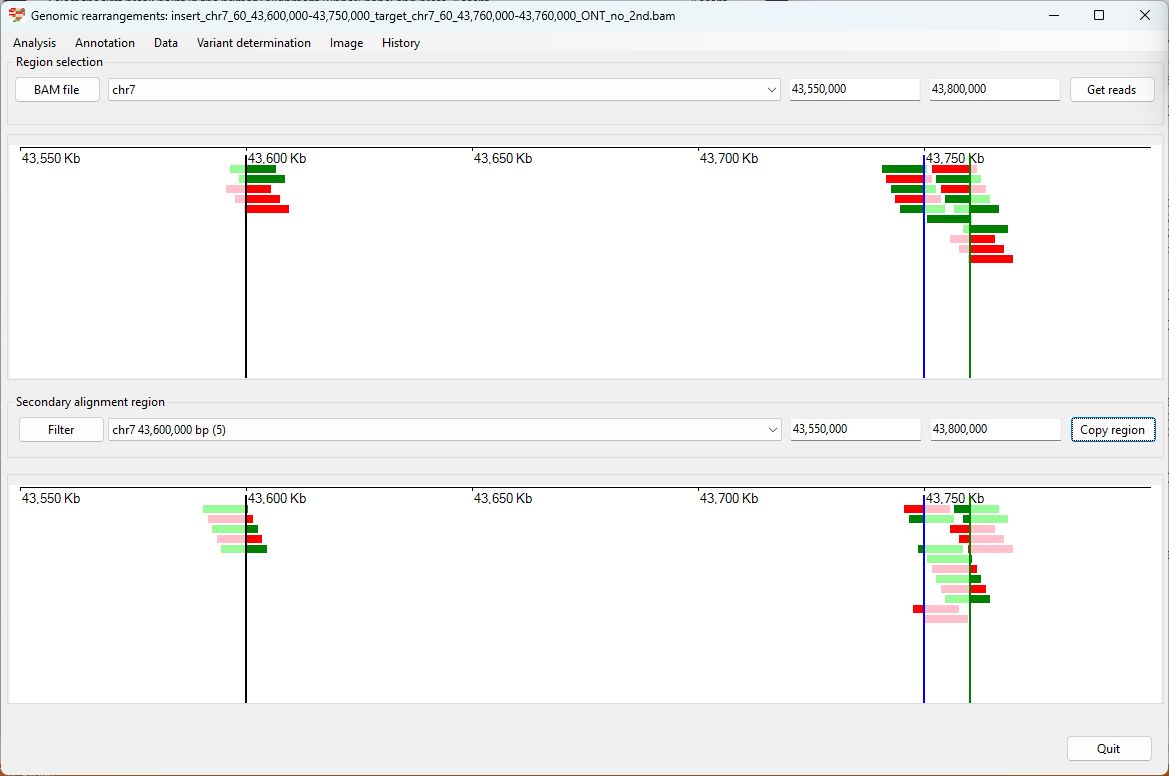 Genomic rearrangements: insert_chr7_60_43,600,000-43,750,000_target_chr7_60_43,760,000-43,760,000_ONT_no_2nd.bam
Analysis Annotation Data Variant determination Image History
Region selection
BAM file chr7 43,550,000 43,800,000 Get reads
43,550 Kb 43,600 Kb 43,650 Kb 43,700 Kb 43,750 Kb
Secondary alignment region
Filter chr7 43,600,000 bp (5) 43,550,000 43,800,000 Copy region
43,550 Kb 43,600 Kb 43,650 Kb 43,700 Kb 43,750 Kb
Quit